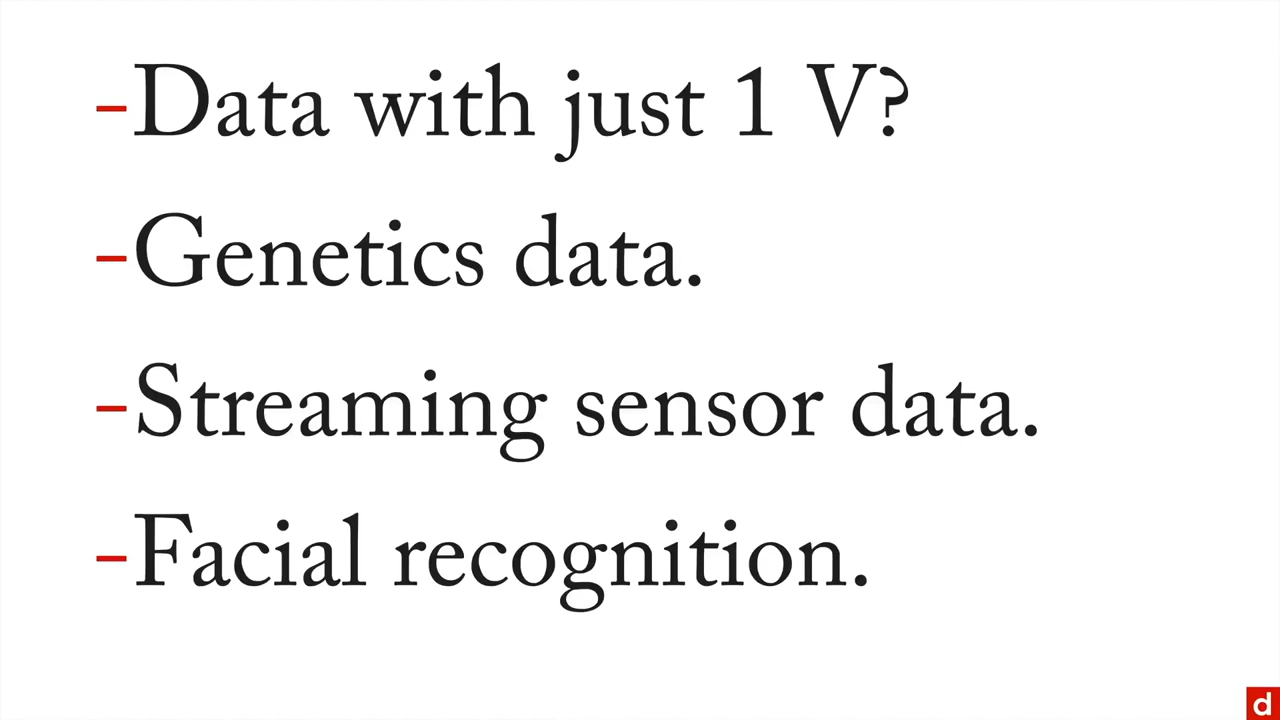 -Data with just 1 V?
-Genetics data.
-Streaming sensor data.
-Facial recognition.
d